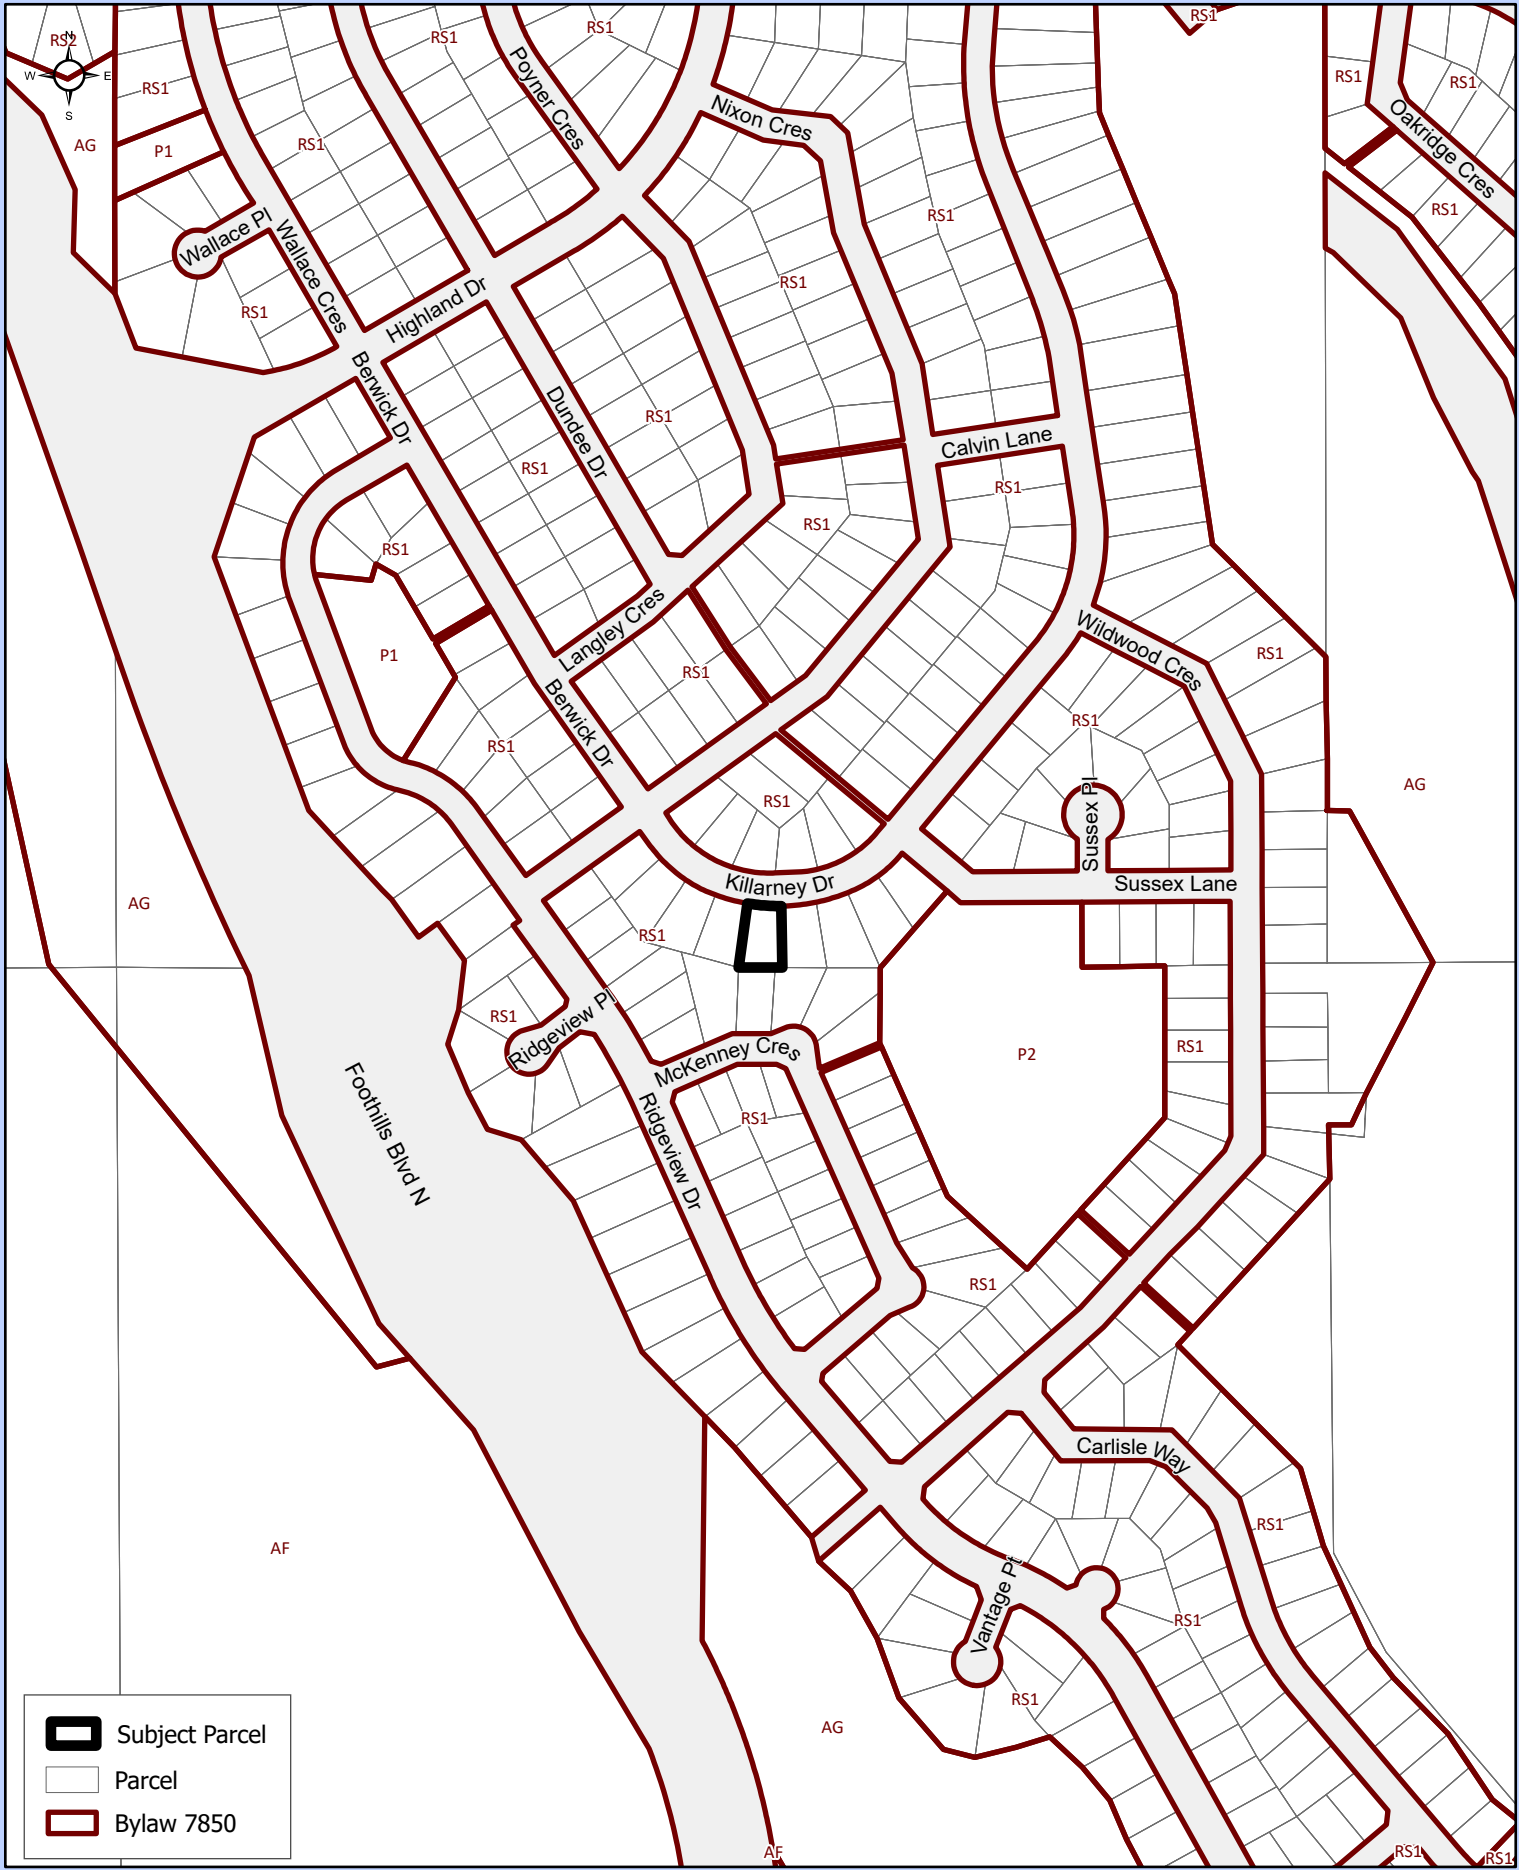 RS1
RS1
RS1
RS2
N
W
E
S
RS1
RS1
RS1
Poyner Cres
Nixon Cres
Oakridge Cres
AG
P1
RS1
RS1
RS1
Wallace Pl
Wallace Cres
RS1
RS1
Highland Dr
Berwick Dr
Dundee Dr
RS1
Calvin Lane
RS1
RS1
RS1
RS1
Langley Cres
Wildwood Cres
P1
RS1
RS1
Berwick Dr
RS1
RS1
Sussex Pl
AG
RS1
Killarney Dr
Sussex Lane
AG
RS1
RS1
Ridgeview Pl
McKenney Cres
P2
RS1
Foothills Blvd N
Ridgeview Dr
RS1
RS1
Carlisle Way
RS1
AF
Vantage Pt
RS1
RS1
AG
Subject Parcel
Parcel
Bylaw 7850
AF
RS1
RS1